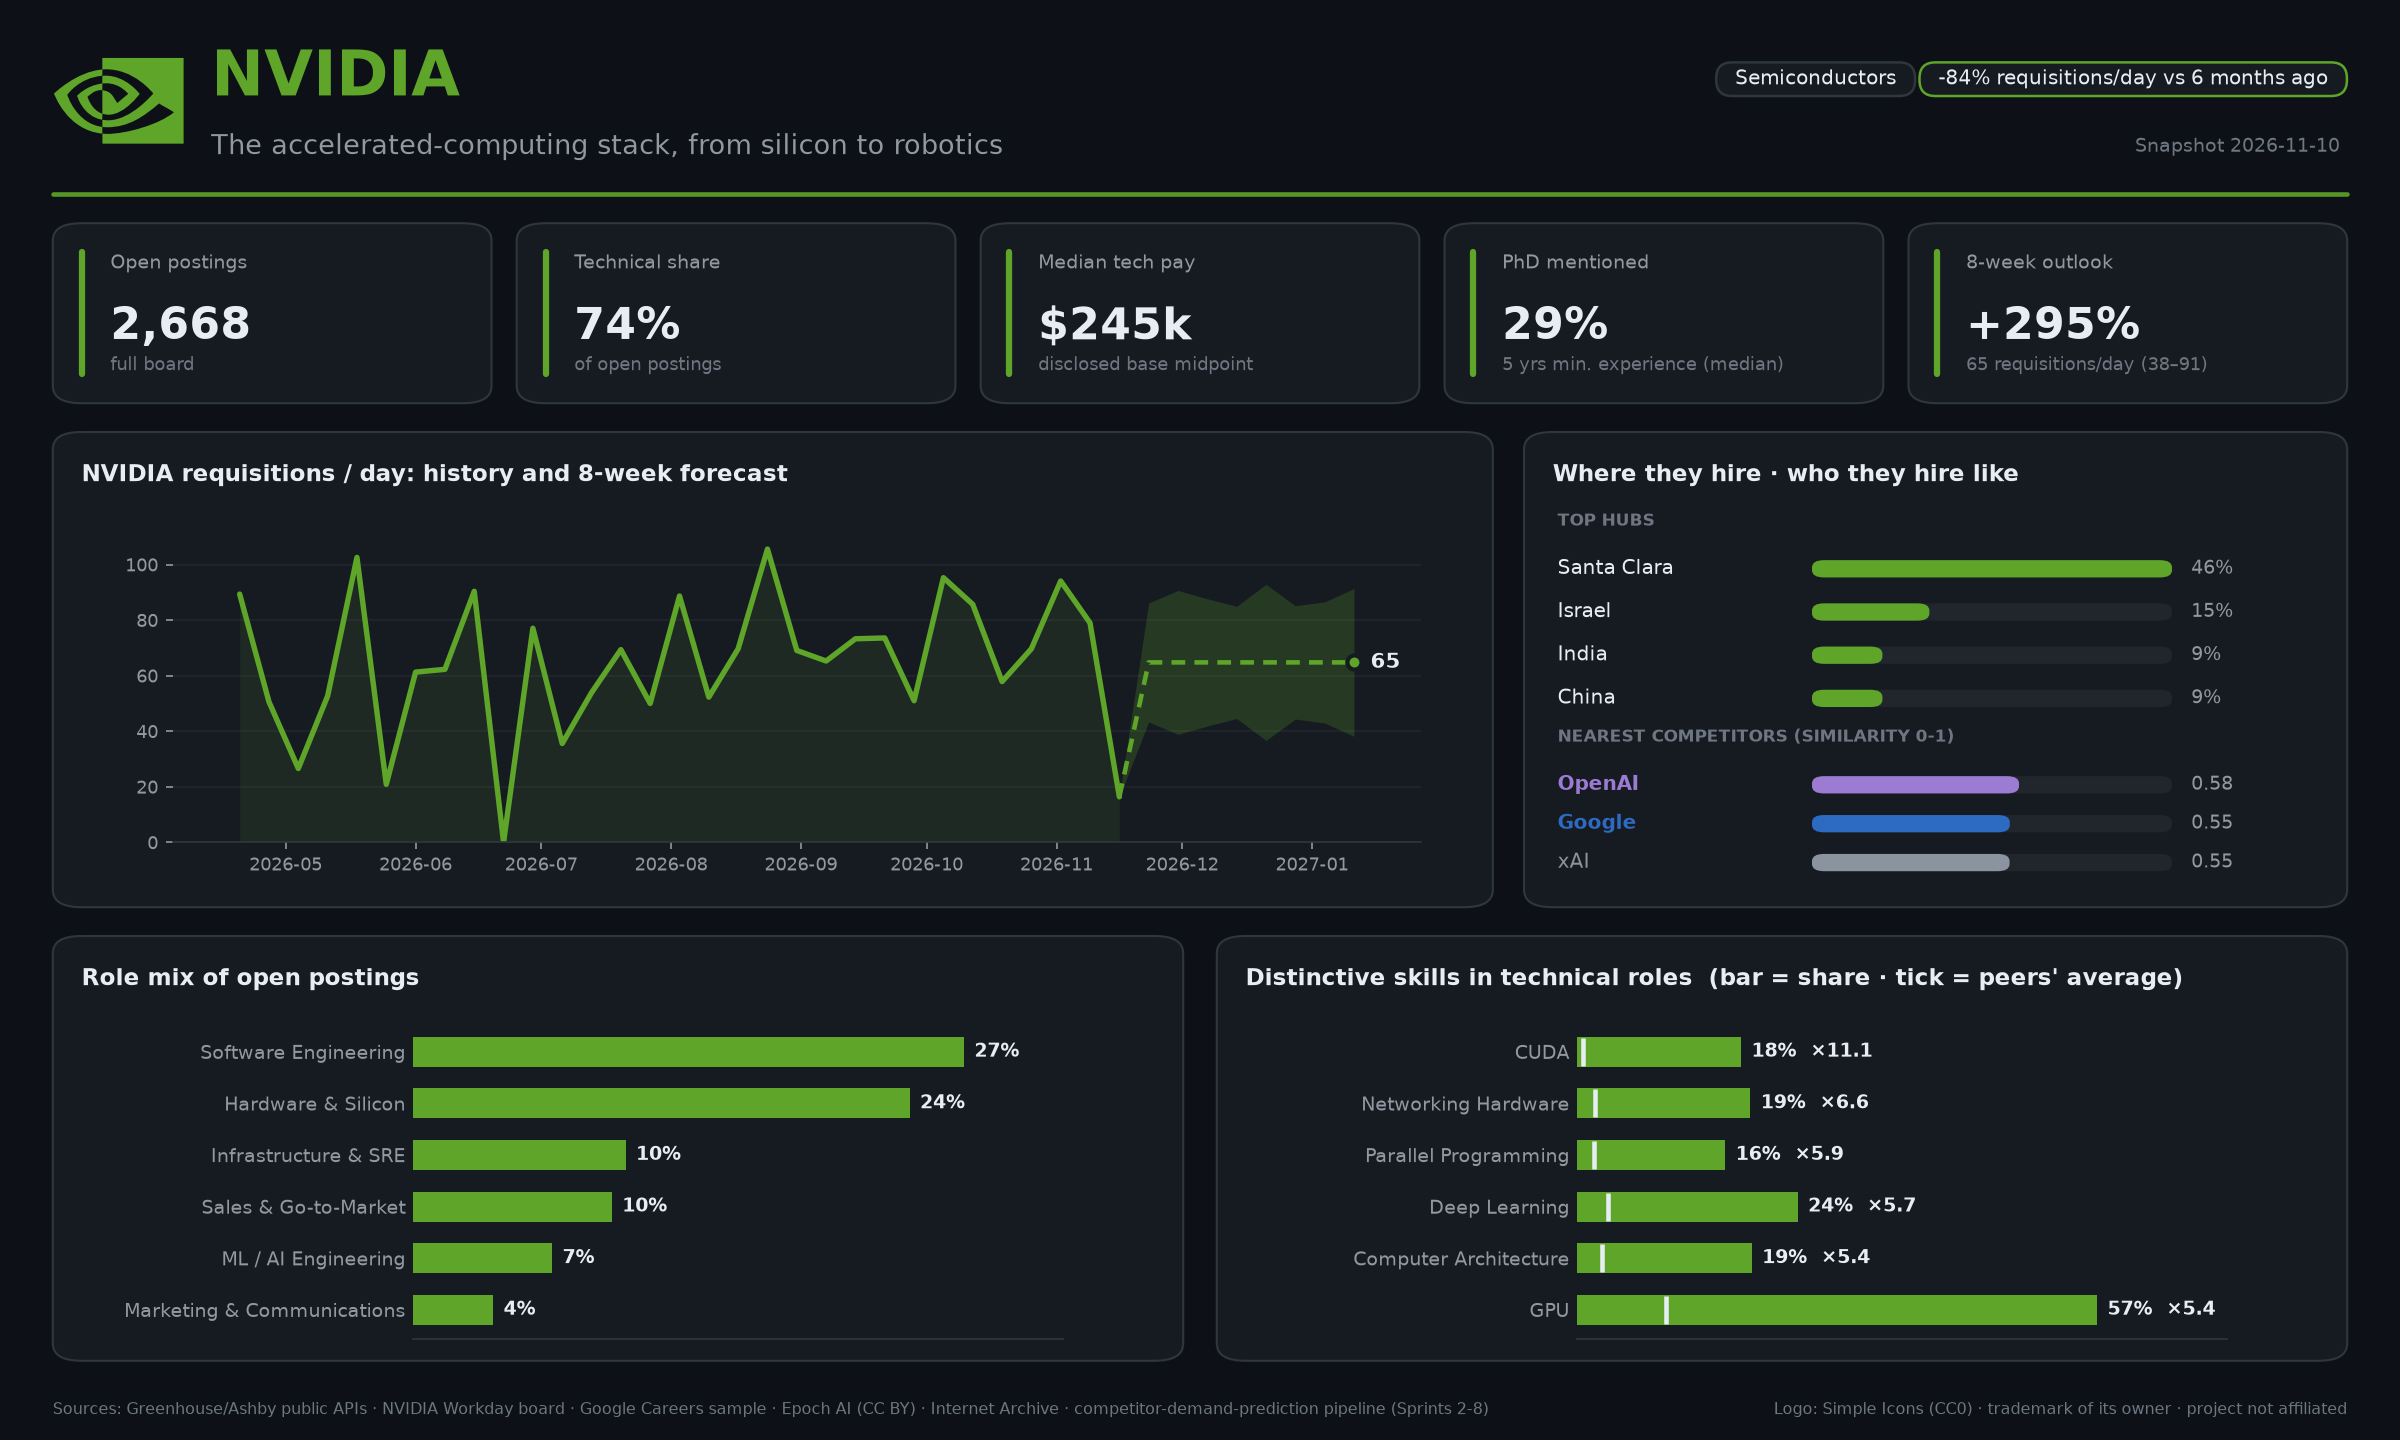 NVIDIA
The accelerated-computing stack, from silicon to robotics
Semiconductors
-84% requisitions/day vs 6 months ago
Snapshot 2026-11-10
Open postings
2,668
full board
Technical share
74%
of open postings
Median tech pay
$245k
disclosed base midpoint
PhD mentioned
29%
5 yrs min. experience (median)
8-week outlook
+295%
65 requisitions/day (38–91)
NVIDIA requisitions / day: history and 8-week forecast
100
80
60
40
20
0
65
2026-05 2026-06 2026-07 2026-08 2026-09 2026-10 2026-11 2026-12 2027-01
Where they hire · who they hire like
TOP HUBS
Santa Clara 46%
Israel 15%
India 9%
China 9%
NEAREST COMPETITORS (SIMILARITY 0-1)
OpenAI 0.58
Google 0.55
xAI 0.55
Role mix of open postings
Software Engineering 27%
Hardware & Silicon 24%
Infrastructure & SRE 10%
Sales & Go-to-Market 10%
ML / AI Engineering 7%
Marketing & Communications 4%
Distinctive skills in technical roles (bar = share · tick = peers' average)
CUDA 18% ×11.1
Networking Hardware 19% ×6.6
Parallel Programming 16% ×5.9
Deep Learning 24% ×5.7
Computer Architecture 19% ×5.4
GPU 57% ×5.4
Sources: Greenhouse/Ashby public APIs · NVIDIA Workday board · Google Careers sample · Epoch AI (CC BY) · Internet Archive · competitor-demand-prediction pipeline (Sprints 2-8)
Logo: Simple Icons (CC0) · trademark of its owner · project not affiliated